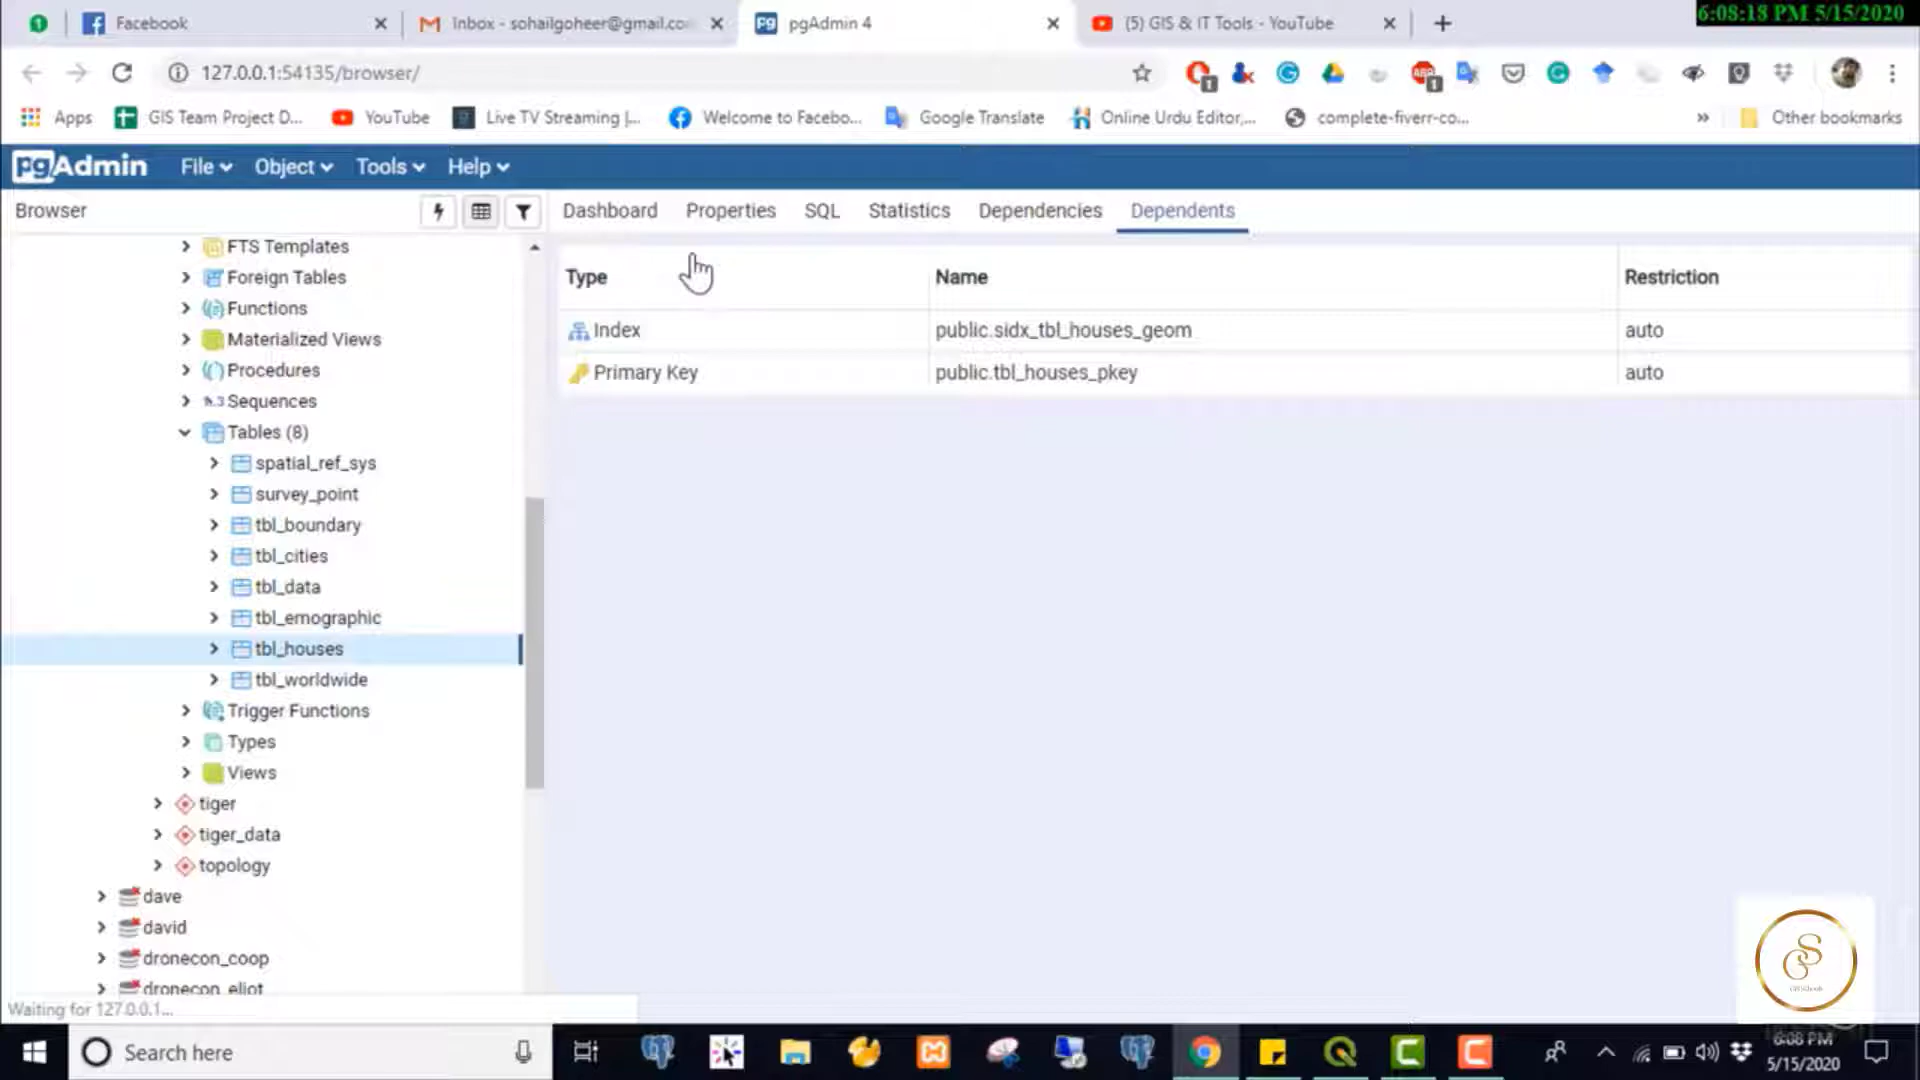 6:08:18 PM 5/15/2020
Facebook
Inbox - sohailgoheer@gmail.co
pgAdmin 4
(5) GIS & IT Tools - YouTube
127.0.0.1:54135/browser/
Apps
GIS Team Project D...
YouTube
Live TV Streaming |...
Welcome to Facebo...
Google Translate
Online Urdu Editor,...
complete-fiverr-co...
»
Other bookmarks
pgAdmin
File
Object
Tools
Help
Browser
Dashboard
Properties
SQL
Statistics
Dependencies
Dependents
Type
Name
Restriction
Index
public.sidx_tbl_houses_geom
auto
Primary Key
public.tbl_houses_pkey
auto
FTS Templates
Foreign Tables
Functions
Materialized Views
Procedures
Sequences
Tables (8)
spatial_ref_sys
survey_point
tbl_boundary
tbl_cities
tbl_data
tbl_emographic
tbl_houses
tbl_worldwide
Trigger Functions
Types
Views
tiger
tiger_data
topology
dave
david
dronecon_coop
dronecon_eliot
Waiting for 127.0.0.1...
Search here
6:08 PM
5/15/2020